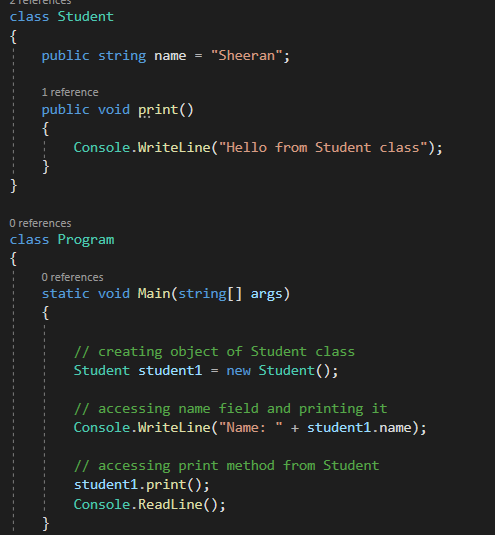 2 references
class Student
{
public string name = "Sheeran";
1 reference
public void print()
{
Console.WriteLine("Hello from Student class");
}
}
0 references
class Program
{
0 references
static void Main(string[] args)
{
// creating object of Student class
Student student1 = new Student();
// accessing name field and printing it
Console.WriteLine("Name: " + student1.name);
// accessing print method from Student
student1.print();
Console.ReadLine();
}